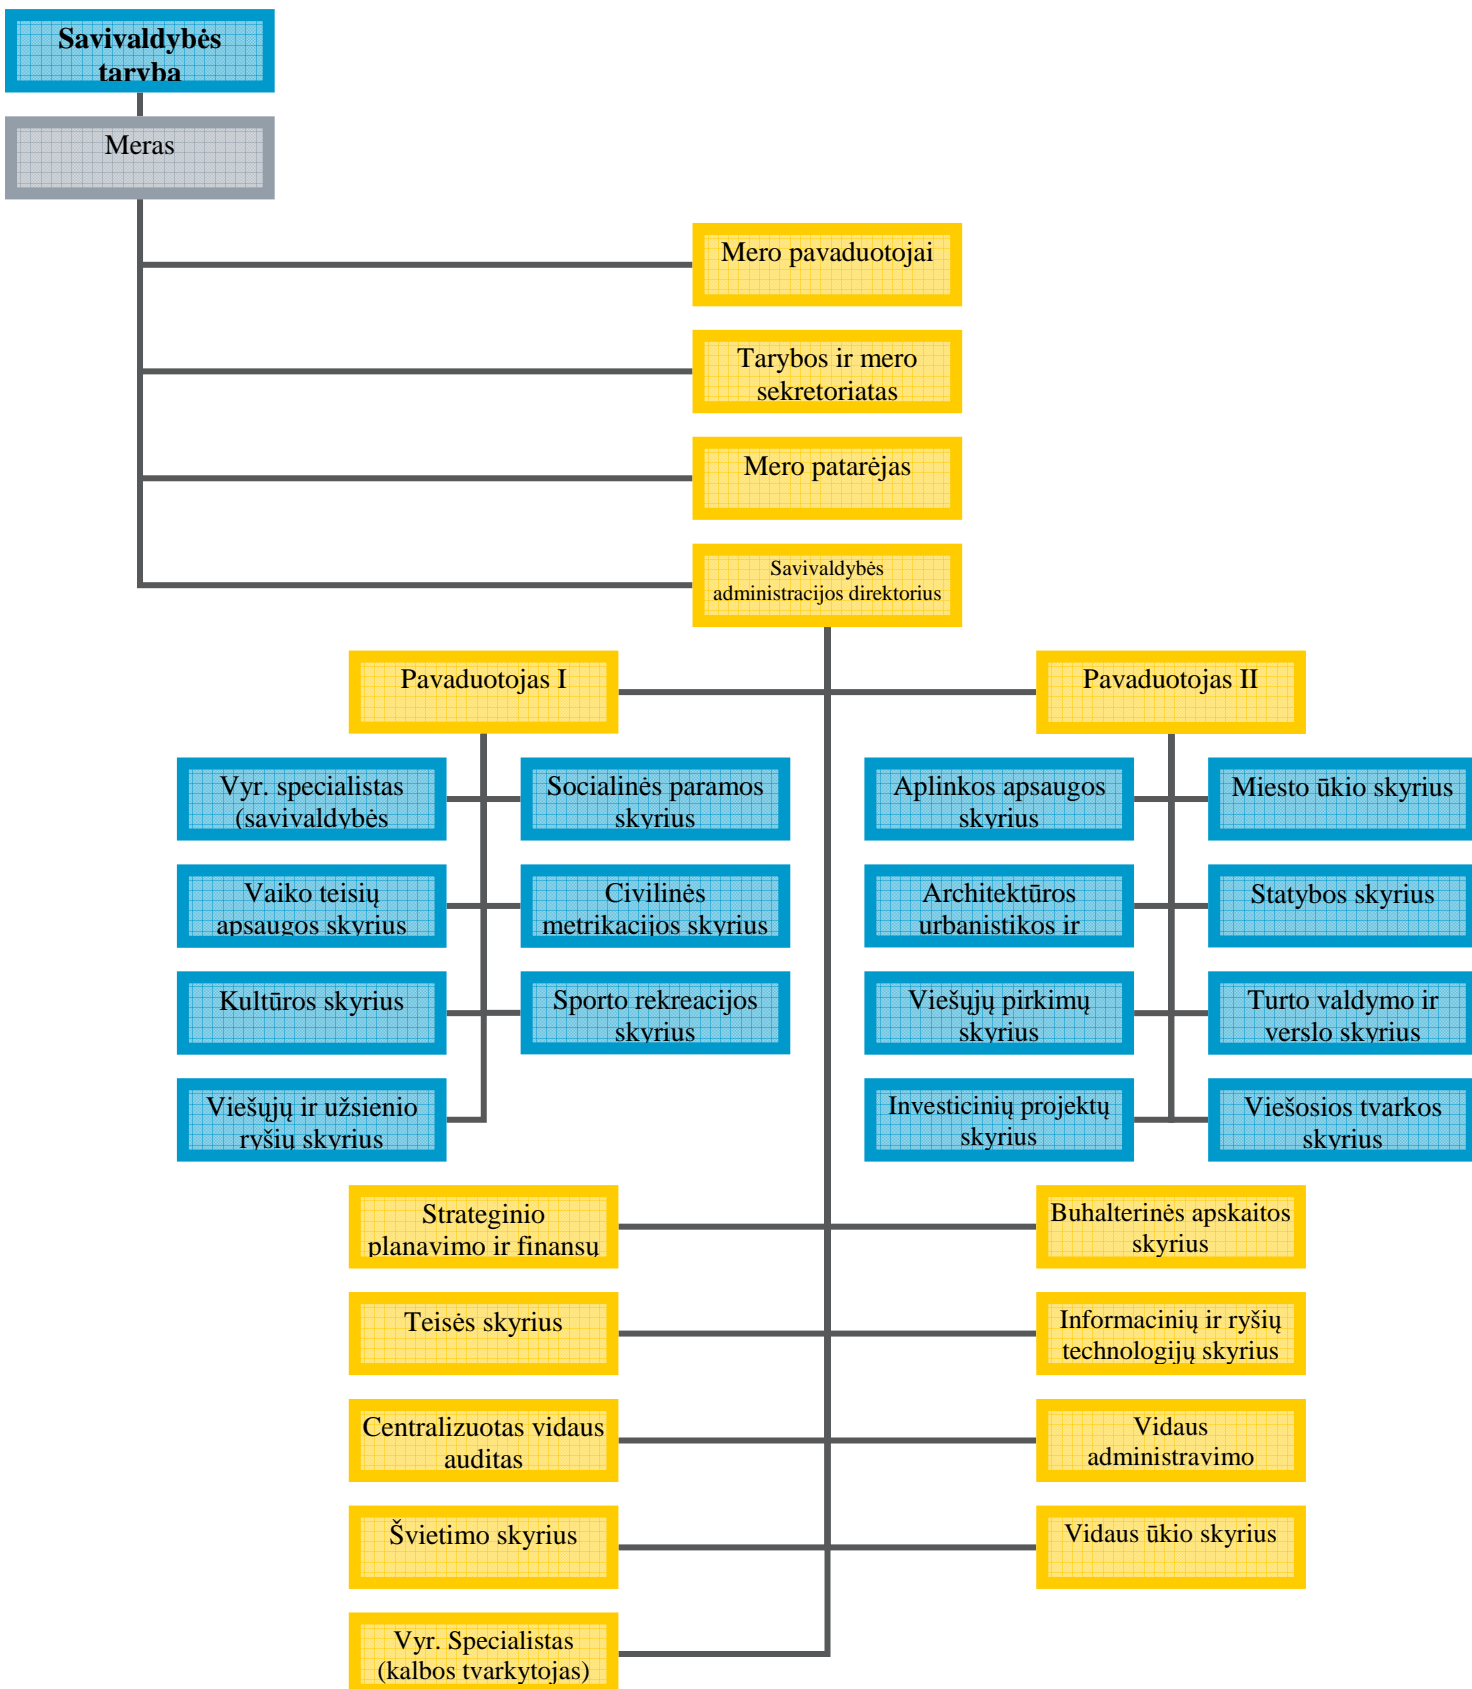 Savivaldybės
taryba
Meras
Mero pavaduotojai
Tarybos ir mero
sekretoriatas
Mero patarėjas
Savivaldybės
administracijos direktorius
Pavaduotojas I
Pavaduotojas II
Vyr. specialistas
(savivaldybės
Socialinės paramos
skyrius
Aplinkos apsaugos
skyrius
Miesto ūkio skyrius
Vaiko teisių
apsaugos skyrius
Civilinės
metrikacijos skyrius
Architektūros
urbanistikos ir
Statybos skyrius
Kultūros skyrius
Sporto rekreacijos
skyrius
Viešųjų pirkimų
skyrius
Turto valdymo ir
verslo skyrius
Viešųjų ir užsienio
ryšių skyrius
Investicinių projektų
skyrius
Viešosios tvarkos
skyrius
Strateginio
planavimo ir finansų
Buhalterinės apskaitos
skyrius
Teisės skyrius
Informacinių ir ryšių
technologijų skyrius
Centralizuotas vidaus
auditas
Vidaus
administravimo
Švietimo skyrius
Vidaus ūkio skyrius
Vyr. Specialistas
(kalbos tvarkytojas)